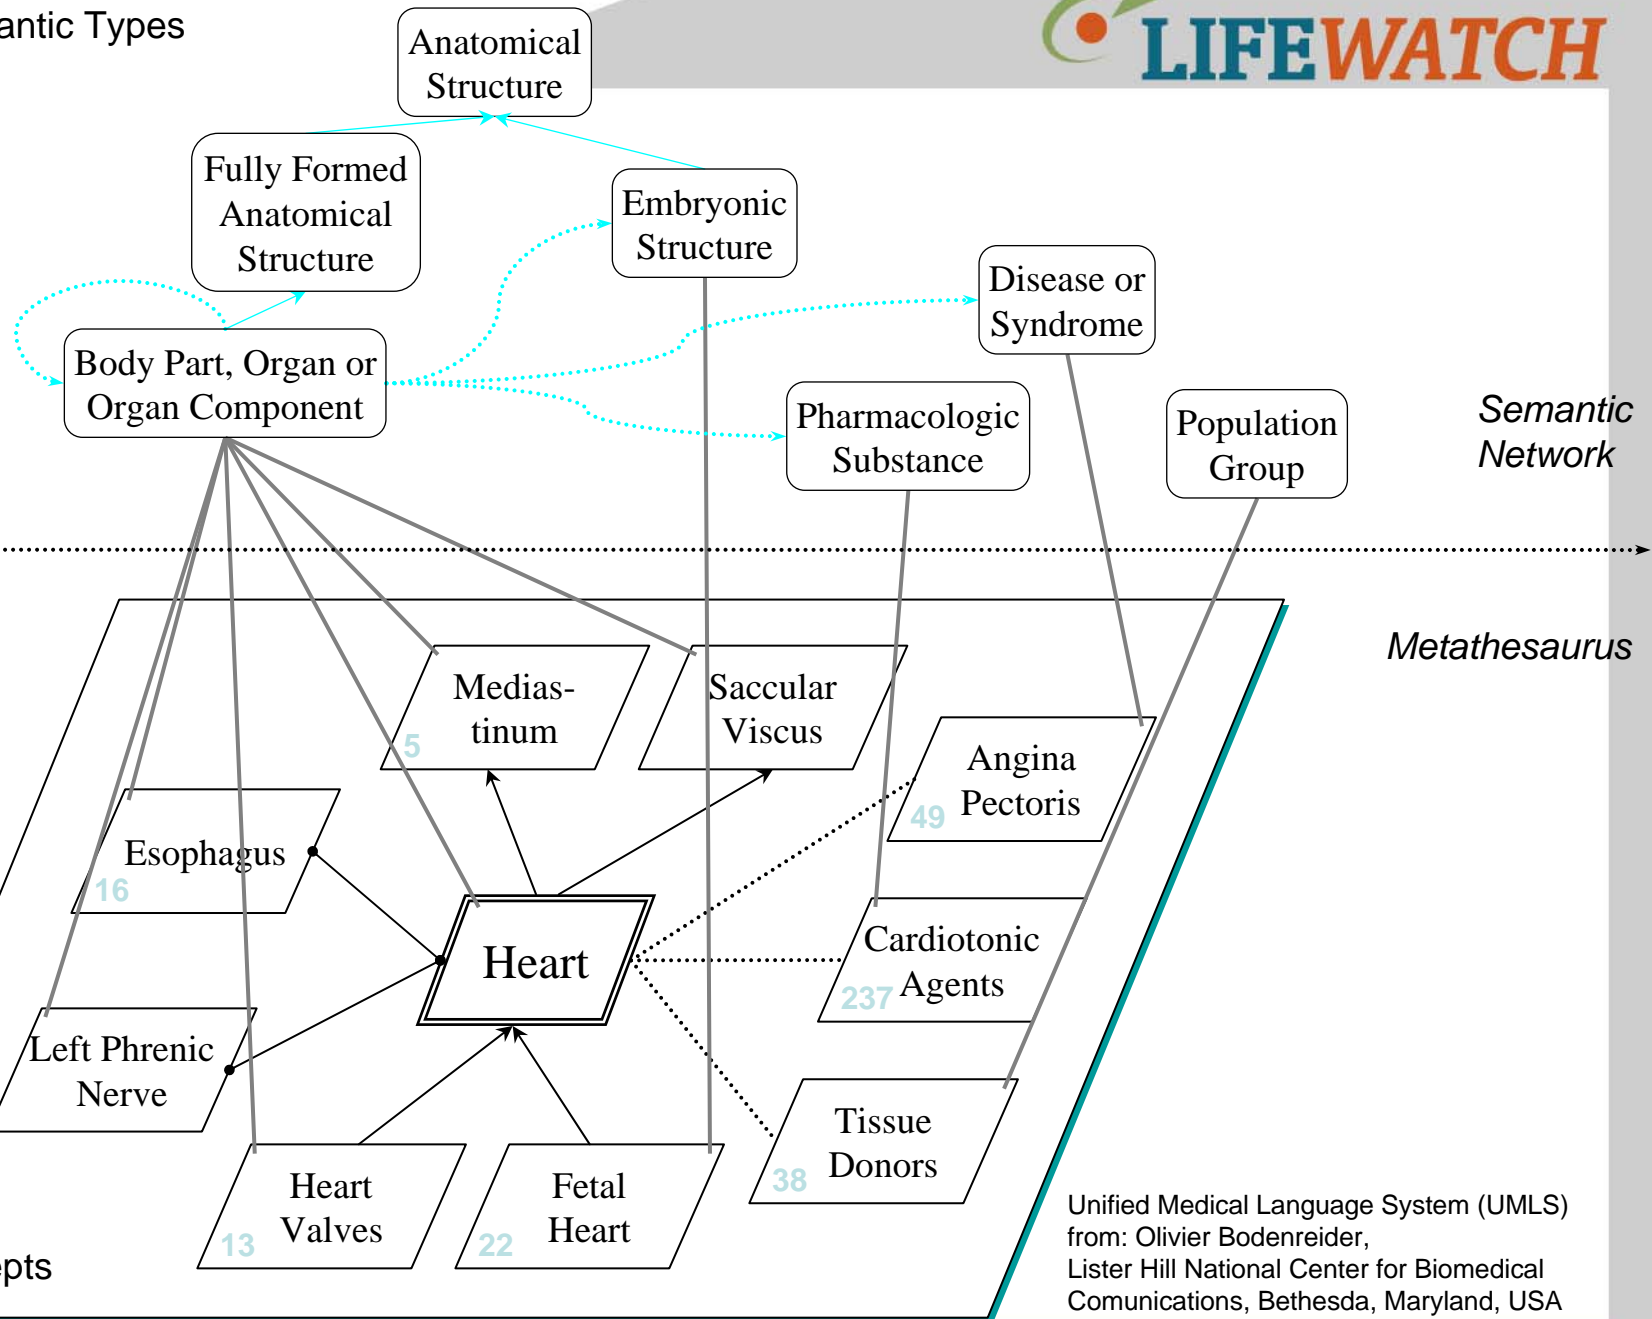 antic Types
LIFEWATCH
Anatomical
Structure
Fully Formed
Anatomical
Structure
Embryonic
Structure
Disease or
Syndrome
Body Part, Organ or
Organ Component
Pharmacologic
Substance
Population
Group
Semantic
Network
Metathesaurus
Medias-
tinum
5
Saccular
Viscus
Angina
Pectoris
49
Esophagus
16
Heart
Cardiotonic
Agents
237
Left Phrenic
Nerve
Tissue
Donors
38
Heart
Valves
13
Fetal
Heart
22
epts
Unified Medical Language System (UMLS)
from: Olivier Bodenreider,
Lister Hill National Center for Biomedical
Comunications, Bethesda, Maryland, USA